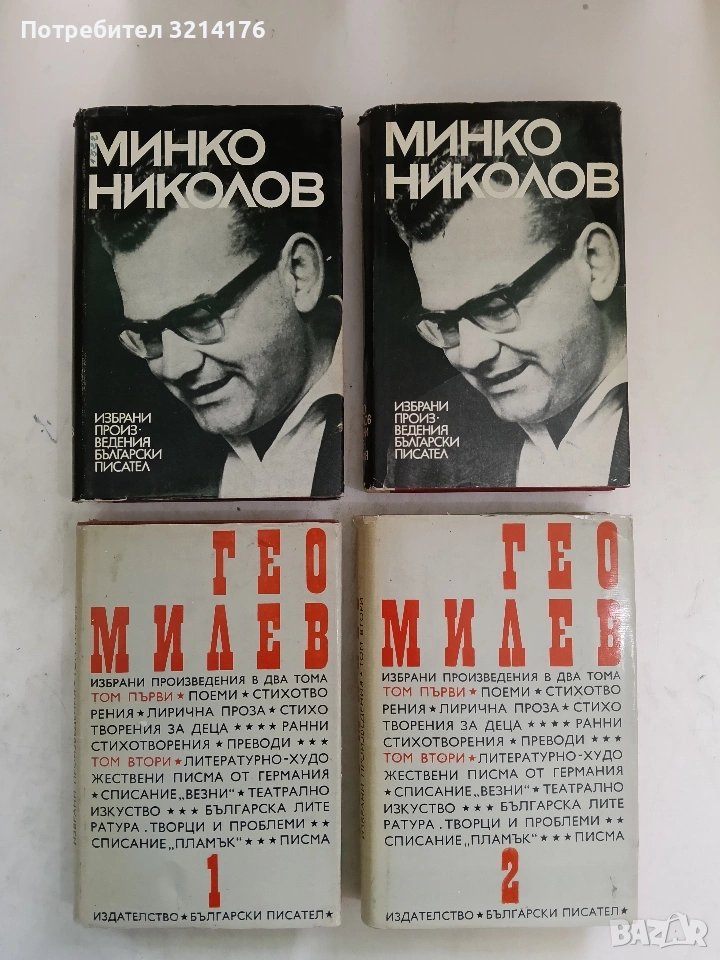 Потребител 3214176
МИНКО
НИКОЛОВ
ИЗБРАНИ
ПРОИЗ-
ВЕДЕНИЯ
БЪЛГАРСКИ
ПИСАТЕЛ
МИНКО
НИКОЛОВ
ИЗБРАНИ
ПРОИЗ-
ВЕДЕНИЯ
БЪЛГАРСКИ
ПИСАТЕЛ
ГЕО
МИЛЕВ
ИЗБРАНИ ПРОИЗВЕДЕНИЯ В ДВА ТОМА
ТОМ ПЪРВИ ★ ПОЕМИ ★ СТИХОТВО
РЕНИЯ ★ ЛИРИЧНА ПРОЗА ★ СТИХО
ТВОРЕНИЯ ЗА ДЕЦА ★★★★ РАННИ
СТИХОТВОРЕНИЯ ★ ПРЕВОДИ ★★★
ТОМ ВТОРИ ★ ЛИТЕРАТУРНО-ХУДО
ЖЕСТВЕНИ ПИСМА ОТ ГЕРМАНИЯ
★ СПИСАНИЕ „ВЕЗНИ“ ★ ТЕАТРАЛНО
ИЗКУСТВО ★★★ БЪЛГАРСКА ЛИТЕ
РАТУРА. ТВОРЦИ И ПРОБЛЕМИ ★★
СПИСАНИЕ „ПЛАМЪК“ ★★★ ПИСМА
1
ИЗДАТЕЛСТВО ★ БЪЛГАРСКИ ПИСАТЕЛ ★
ИЗБРАНИ ПРОИЗВЕДЕНИЯ ★ ТОМ ВТОРИ
ГЕО
МИЛЕВ
ИЗБРАНИ ПРОИЗВЕДЕНИЯ В ДВА ТОМА
ТОМ ПЪРВИ ★ ПОЕМИ ★ СТИХОТВО
РЕНИЯ ★ ЛИРИЧНА ПРОЗА ★ СТИХО
ТВОРЕНИЯ ЗА ДЕЦА ★★★★ РАННИ
СТИХОТВОРЕНИЯ ★ ПРЕВОДИ ★★★
ТОМ ВТОРИ ★ ЛИТЕРАТУРНО-ХУДО
ЖЕСТВЕНИ ПИСМА ОТ ГЕРМАНИЯ
★ СПИСАНИЕ „ВЕЗНИ“ ★ ТЕАТРАЛНО
ИЗКУСТВО ★★★ БЪЛГАРСКА ЛИТЕ
РАТУРА. ТВОРЦИ И ПРОБЛЕМИ ★★
СПИСАНИЕ „ПЛАМЪК“ ★★★ ПИСМА
2
ИЗДАТЕЛСТВО ★ БЪЛГАРСКИ ПИСАТЕЛ ★
BAZAR